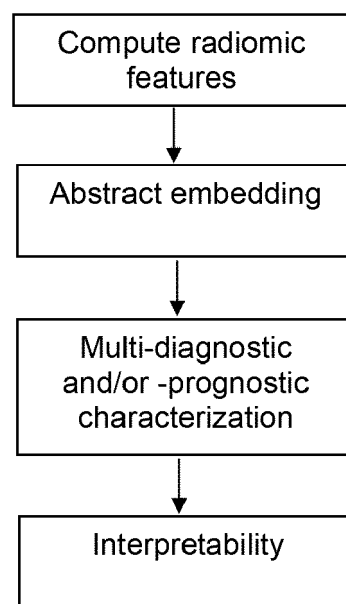 Compute radiomic
features
Abstract embedding
Multi-diagnostic
and/or -prognostic
characterization
Interpretability